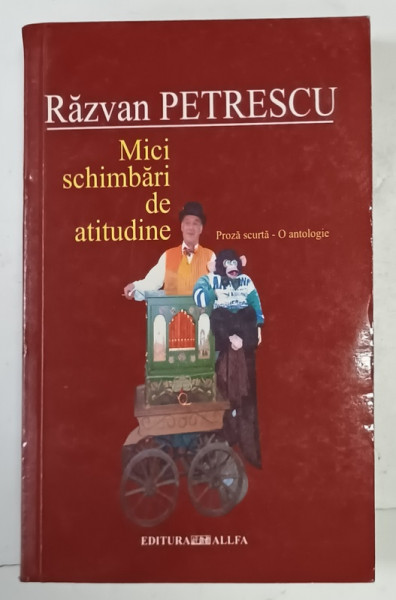 Răzvan PETRESCU
Mici
schimbări
de
atitudine
Proză scurtă - O antologie
EDITURA ALLFA